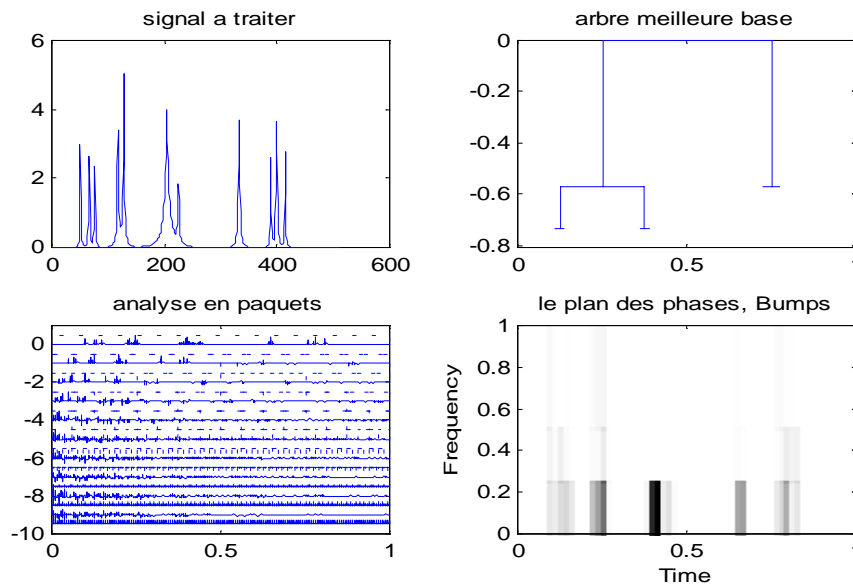 signal a traiter
6
4
2
0
0 200 400 600
arbre meilleure base
0
-0.2
-0.4
-0.6
-0.8
0 0.5 1
analyse en paquets
0
-2
-4
-6
-8
-10
0 0.5 1
le plan des phases, Bumps
1
0.8
0.6
0.4
0.2
0
Frequency
0 0.5 1
Time